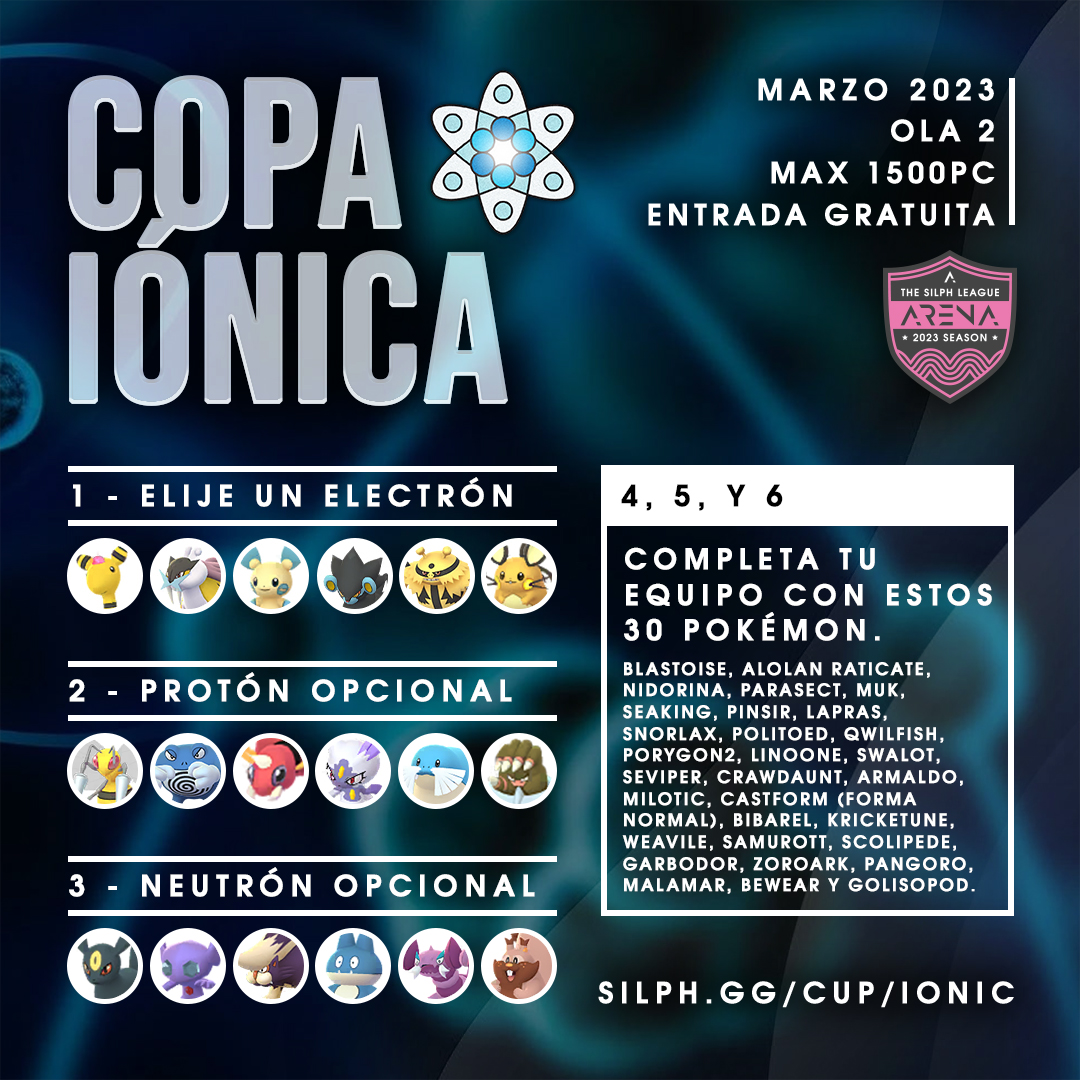 COPA
IÓNICA
MARZO 2023
OLA 2
MAX 1500PC
ENTRADA GRATUITA
THE SILPH LEAGUE
ARENA
★ 2023 SEASON ★
1 - ELIJE UN ELECTRÓN
2 - PROTÓN OPCIONAL
3 - NEUTRÓN OPCIONAL
4, 5, Y 6
COMPLETA TU
EQUIPO CON ESTOS
30 POKÉMON.
BLASTOISE, ALOLAN RATICATE,
NIDORINA, PARASECT, MUK,
SEAKING, PINSIR, LAPRAS,
SNORLAX, POLITOED, QWILFISH,
PORYGON2, LINOONE, SWALOT,
SEVIPER, CRAWDAUNT, ARMALDO,
MILOTIC, CASTFORM (FORMA
NORMAL), BIBAREL, KRICKETUNE,
WEAVILE, SAMUROTT, SCOLIPEDE,
GARBODOR, ZOROARK, PANGORO,
MALAMAR, BEWEAR Y GOLISOPOD.
SILPH.GG/CUP/IONIC